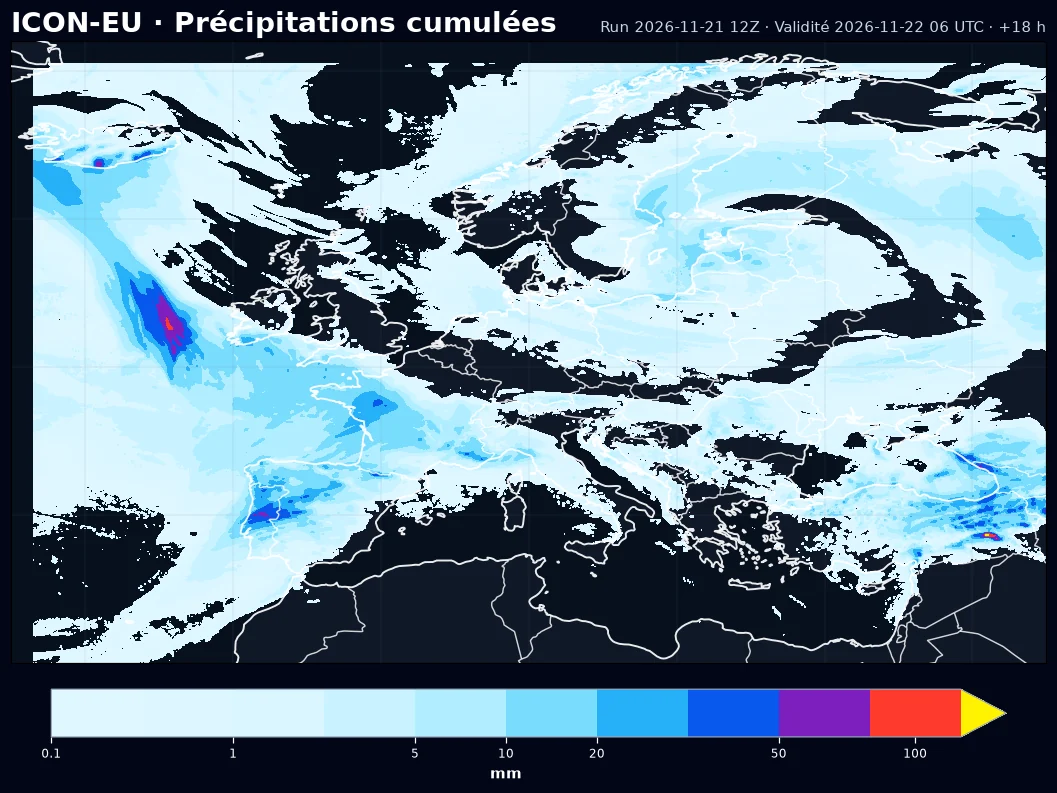 ICON-EU · Précipitations cumulées
Run 2026-11-21 12Z · Validité 2026-11-22 06 UTC · +18 h
0.1 1 5 10 20 50 100
mm